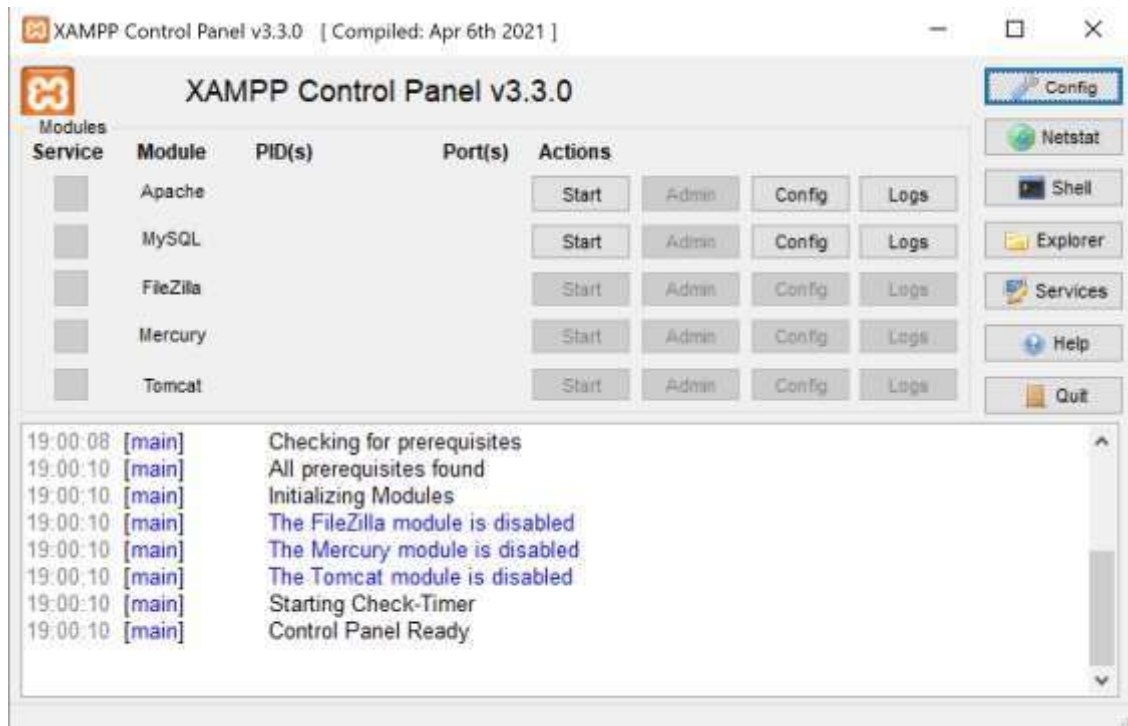 XAMPP Control Panel v3.3.0 [ Compiled: Apr 6th 2021 ]
XAMPP Control Panel v3.3.0
Config
Modules
Netstat
Service Module PID(s) Port(s) Actions
Apache Start Admin Config Logs
Shell
MySQL Start Admin Config Logs
Explorer
FileZilla Start Admin Config Logs
Services
Mercury Start Admin Config Logs
Help
Tomcat Start Admin Config Logs
Quit
19:00:08 [main] Checking for prerequisites
19:00:10 [main] All prerequisites found
19:00:10 [main] Initializing Modules
19:00:10 [main] The FileZilla module is disabled
19:00:10 [main] The Mercury module is disabled
19:00:10 [main] The Tomcat module is disabled
19:00:10 [main] Starting Check-Timer
19:00:10 [main] Control Panel Ready